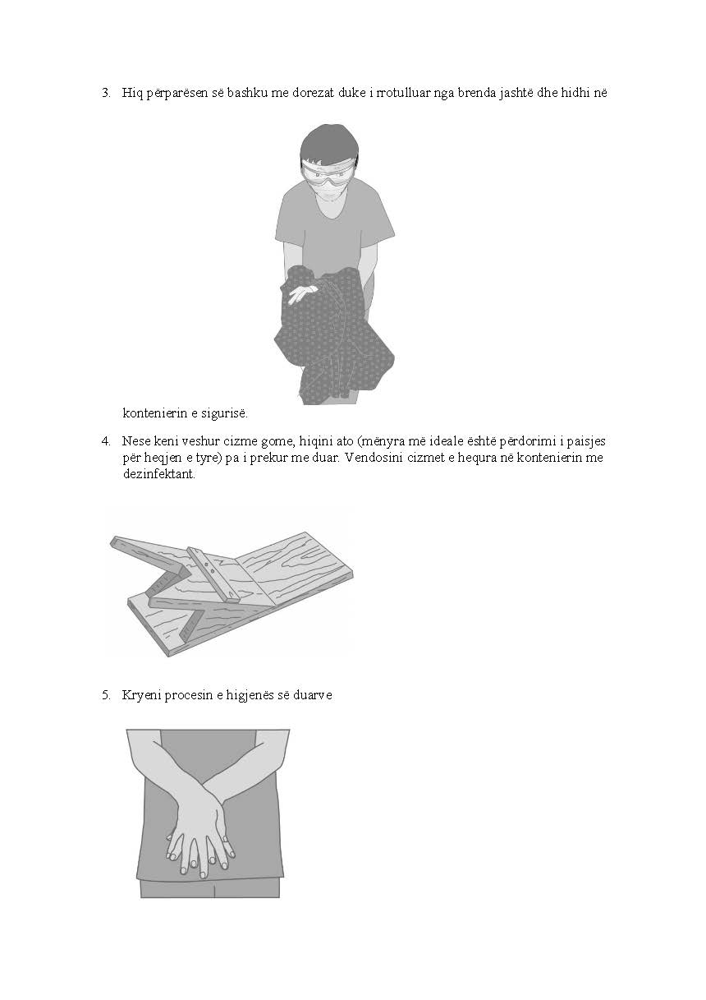 3. Hiq përparësen së bashku me dorezat duke i rrotulluar nga brenda jashtë dhe hidhi në
kontenierin e sigurisë.
4. Nese keni veshur cizme gome, hiqini ato (mënyra më ideale është përdorimi i paisjes
për heqjen e tyre) pa i prekur me duar. Vendosini cizmet e hequra në kontenierin me
dezinfektant.
5. Kryeni procesin e higjenës së duarve